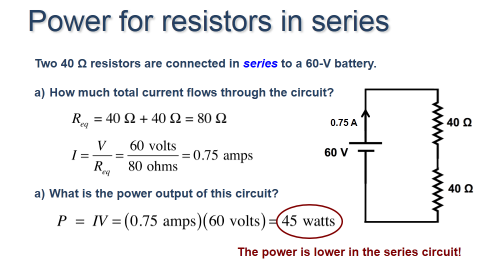 Power for resistors in series
Two 40 Ω resistors are connected in series to a 60-V battery.
a) How much total current flows through the circuit?
R_eq = 40 Ω + 40 Ω = 80 Ω
I = V / R_eq = 60 volts / 80 ohms = 0.75 amps
a) What is the power output of this circuit?
P = IV = (0.75 amps)(60 volts) = 45 watts
0.75 A
40 Ω
60 V
40 Ω
The power is lower in the series circuit!